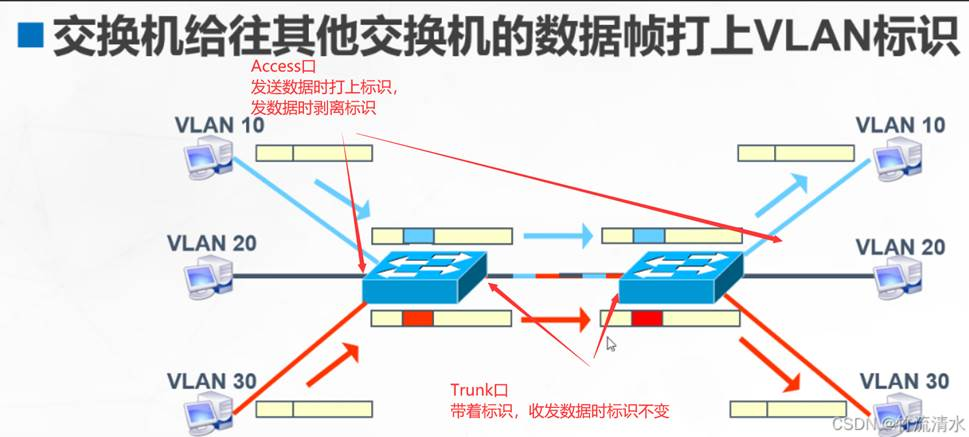 交换机给往其他交换机的数据帧打上VLAN标识
Access口
发送数据时打上标识，
发数据时剥离标识
VLAN 10
VLAN 10
VLAN 20
VLAN 20
Trunk口
带着标识，收发数据时标识不变
VLAN 30
VLAN 30
CSDN @竹流清水